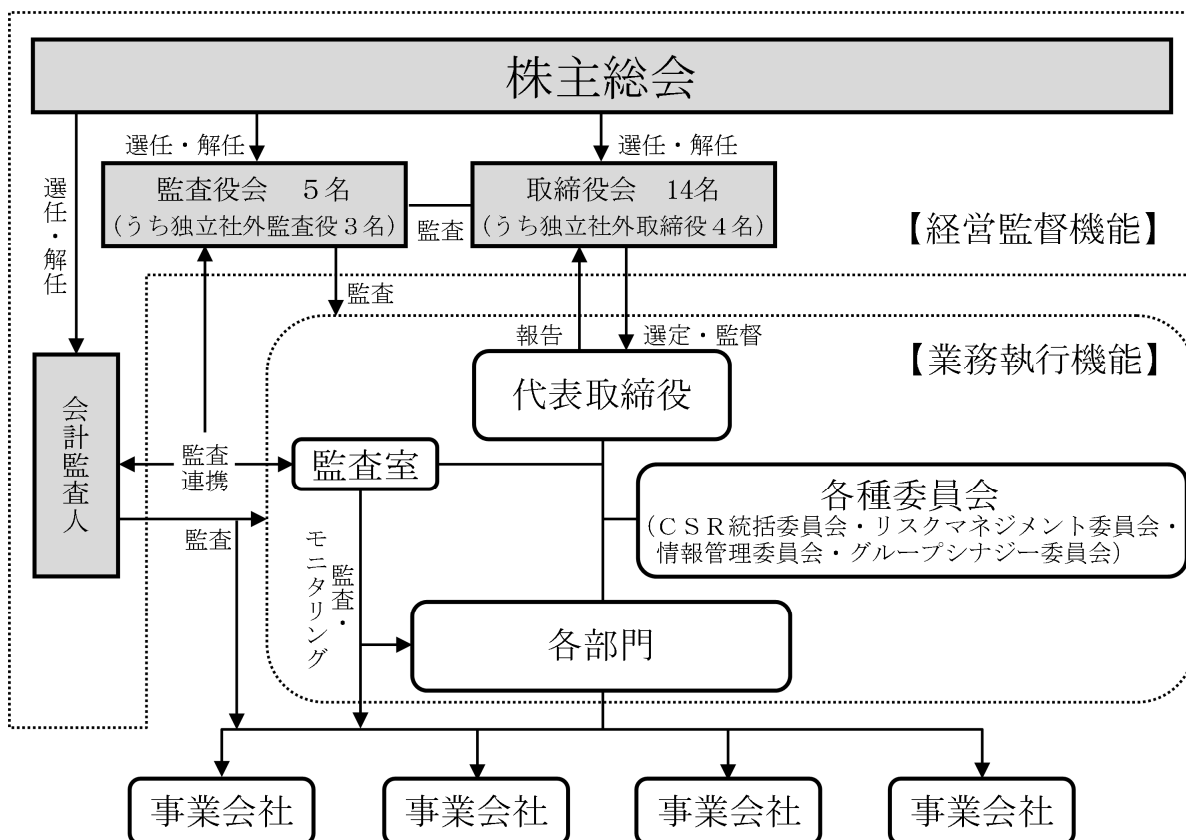 株主総会
選任・解任
選任・解任
選任・解任
監査役会　５名
（うち独立社外監査役３名）
監査
取締役会　14名
（うち独立社外取締役４名）
【経営監督機能】
監査
報告
選定・監督
【業務執行機能】
代表取締役
会計監査人
監査
連携
監査室
各種委員会
（ＣＳＲ統括委員会・リスクマネジメント委員会・
情報管理委員会・グループシナジー委員会）
監査
監査・
モニタリング
各部門
事業会社
事業会社
事業会社
事業会社